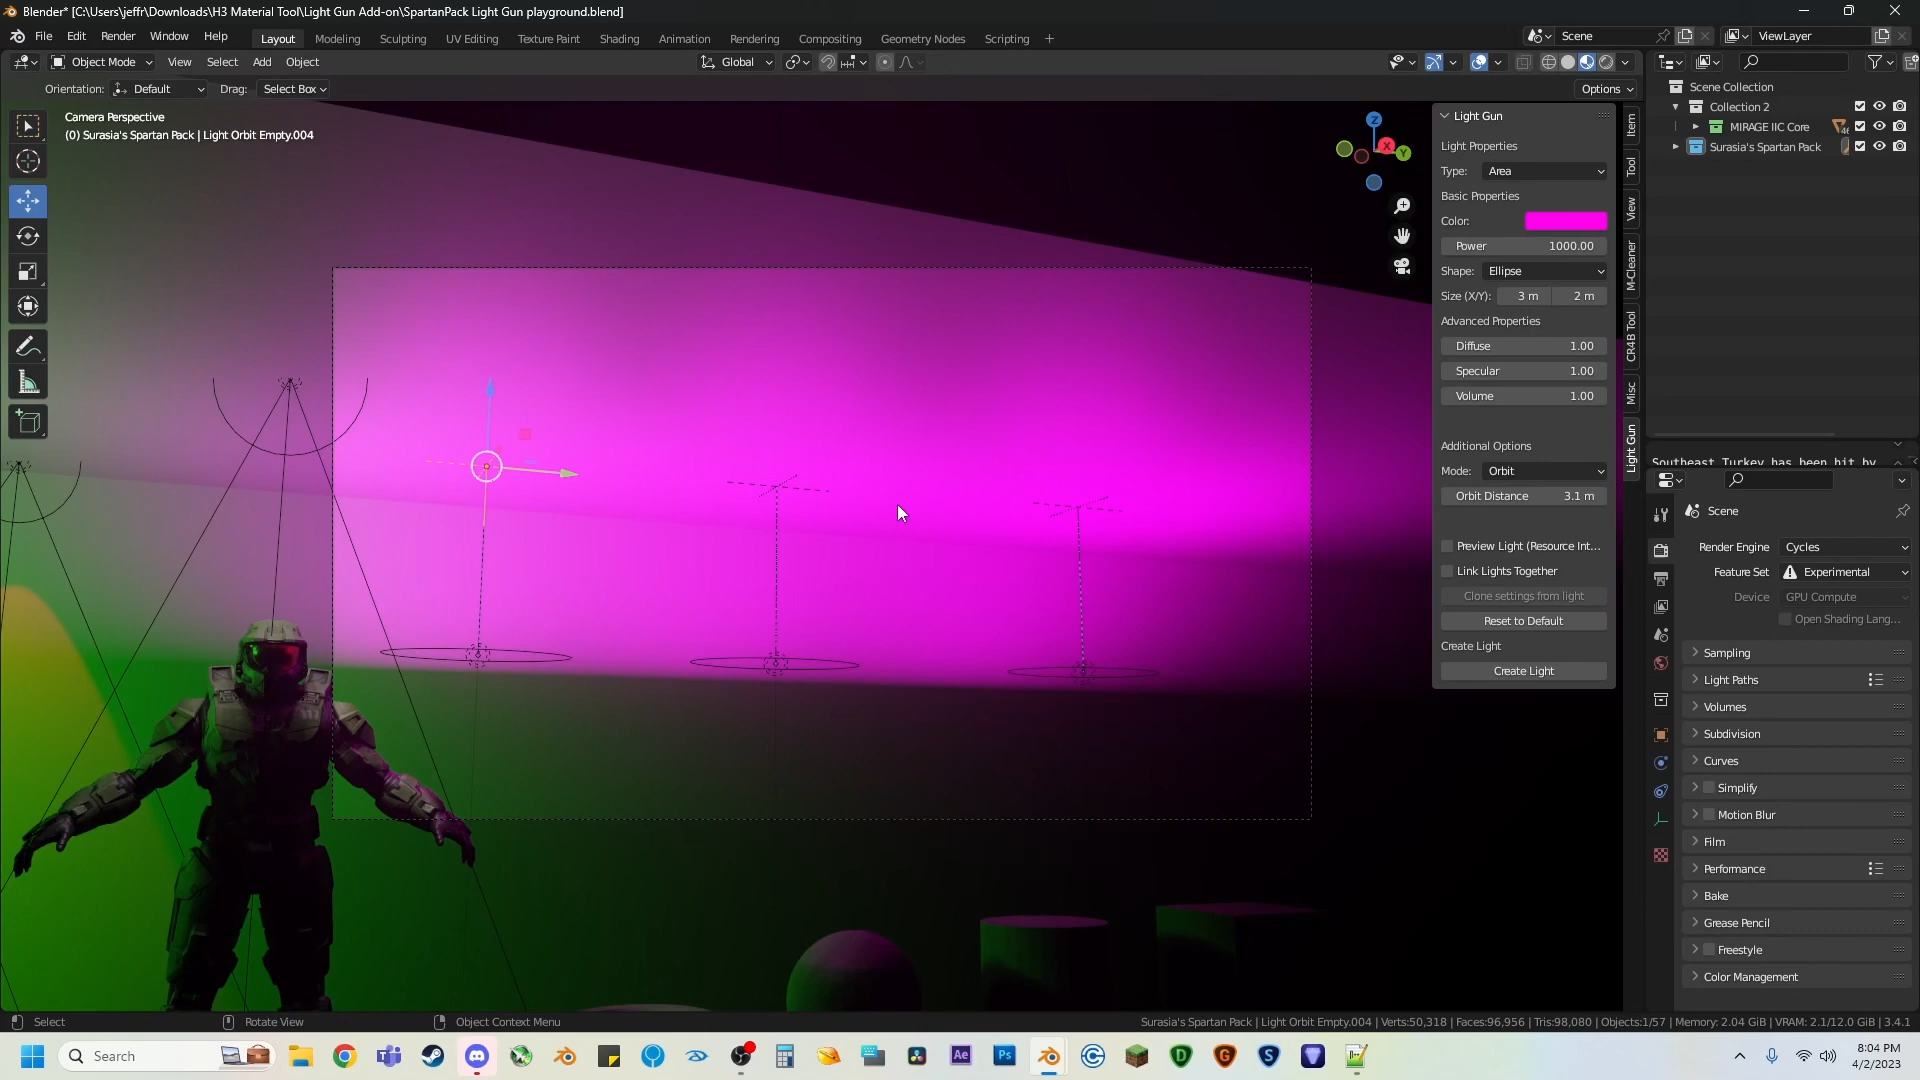 Blender* [C:\Users\jeffr\Downloads\H3 Material Tool\Light Gun Add-on\SpartanPack Light Gun playground.blend]
File Edit Render Window Help Layout Modeling Sculpting UV Editing Texture Paint Shading Animation Rendering Compositing Geometry Nodes Scripting + Scene ViewLayer
Object Mode View Select Add Object Global
Orientation: Default Drag: Select Box Options
Camera Perspective
(0) Surasia's Spartan Pack | Light Orbit Empty.004
Z
X
Y
Light Gun
Light Properties
Type: Area
Basic Properties
Color:
Power 1000.00
Shape: Ellipse
Size (X/Y): 3 m 2 m
Advanced Properties
Diffuse 1.00
Specular 1.00
Volume 1.00
Additional Options
Mode: Orbit
Orbit Distance 3.1 m
Preview Light (Resource Int...
Link Lights Together
Clone settings from light
Reset to Default
Create Light
Create Light
Item
Tool
View
M-Cleaner
CR4B Tool
Misc
Light Gun
Scene Collection
Collection 2
MIRAGE IIC Core
Surasia's Spartan Pack
Southeast Turkey has been hit by
Scene
Render Engine Cycles
Feature Set Experimental
Device GPU Compute
Open Shading Lang...
Sampling
Light Paths
Volumes
Subdivision
Curves
Simplify
Motion Blur
Film
Performance
Bake
Grease Pencil
Freestyle
Color Management
Select Rotate View Object Context Menu Surasia's Spartan Pack | Light Orbit Empty.004 | Verts:50,318 | Faces:96,956 | Tris:98,080 | Objects:1/57 | Memory: 2.04 GiB | VRAM: 2.1/12.0 GiB | 3.4.1
Search
Ae
Ps
D
G
S
8:04 PM
4/2/2023